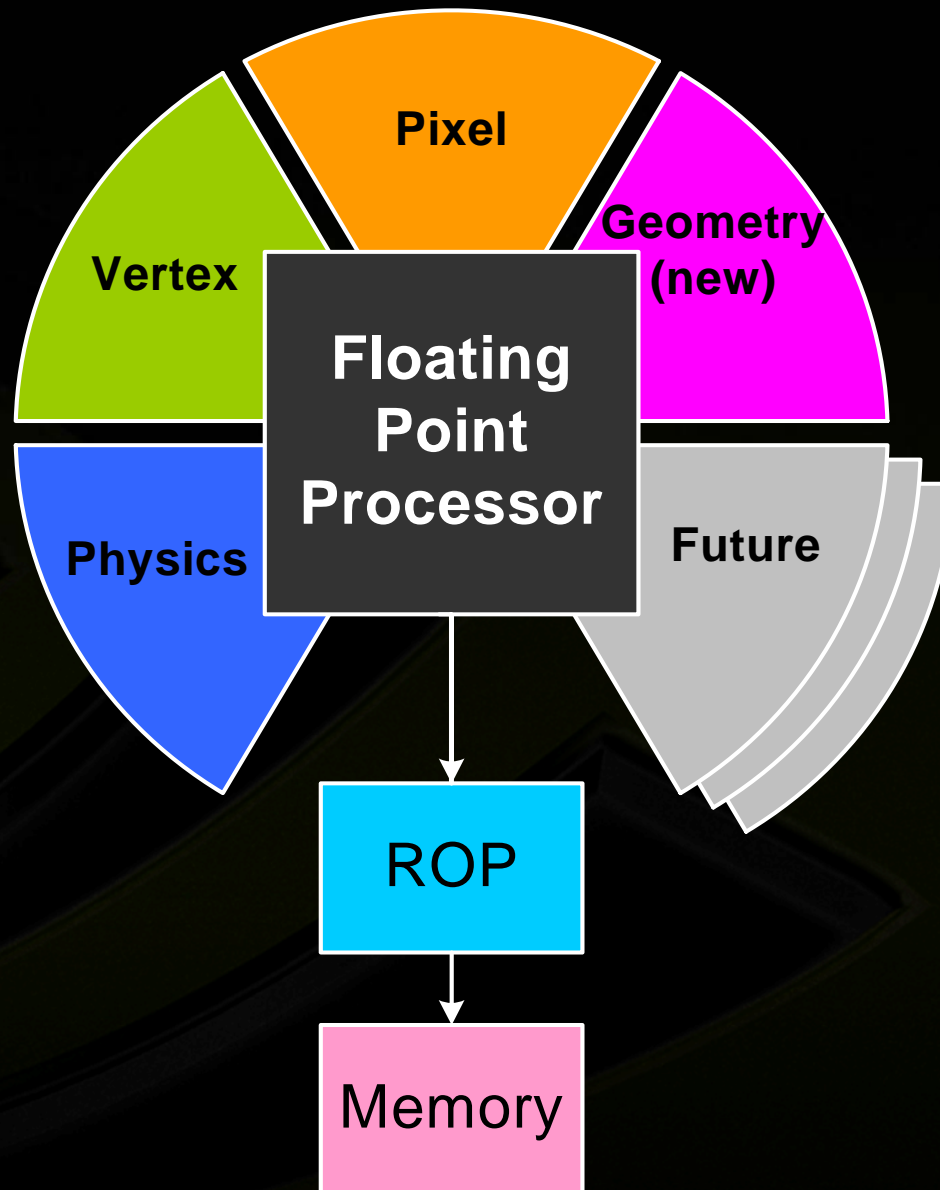 Pixel
Geometry
(new)
Vertex
Floating
Point
Processor
Physics
Future
ROP
Memory